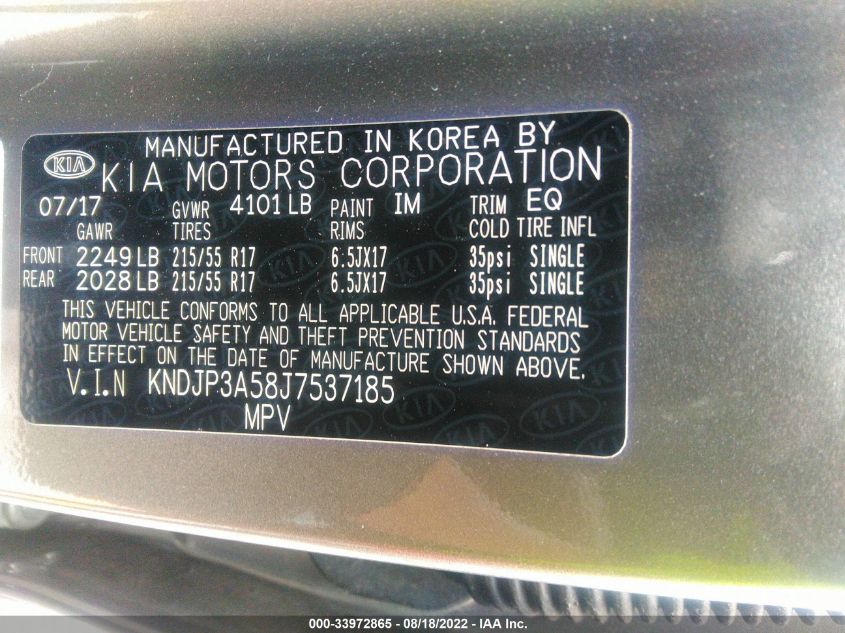 MANUFACTURED IN KOREA BY
KIA KIA MOTORS CORPORATION
07/17 GVWR 4101 LB PAINT IM TRIM EQ
GAWR TIRES RIMS COLD TIRE INFL
FRONT 2249 LB 215/55 R17 6.5JX17 35psi SINGLE
REAR 2028 LB 215/55 R17 6.5JX17 35psi SINGLE
THIS VEHICLE CONFORMS TO ALL APPLICABLE U.S.A. FEDERAL
MOTOR VEHICLE SAFETY AND THEFT PREVENTION STANDARDS
IN EFFECT ON THE DATE OF MANUFACTURE SHOWN ABOVE.
V.I.N KNDJP3A58J7537185
MPV
000-33972865 - 08/18/2022 - IAA Inc.